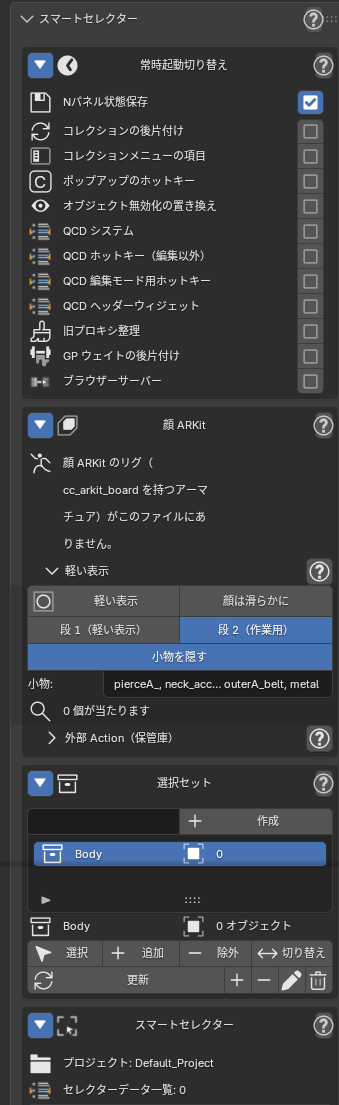 スマートセレクター
常時起動切り替え
Nパネル状態保存
コレクションの後片付け
コレクションメニューの項目
ポップアップのホットキー
オブジェクト無効化の置き換え
QCD システム
QCD ホットキー（編集以外）
QCD 編集モード用ホットキー
QCD ヘッダーウィジェット
旧プロキシ整理
GP ウェイトの後片付け
ブラウザーサーバー
顔 ARKit
顔 ARKit のリグ（
cc_arkit_board を持つアーマ
チュア）がこのファイルにあ
りません。
軽い表示
軽い表示 顔は滑らかに
段 1（軽い表示） 段 2（作業用）
小物を隠す
小物: pierceA_, neck_acc... outerA_belt, metal
0 個が当たります
外部 Action（保管庫）
選択セット
作成
Body 0
Body 0 オブジェクト
選択 追加 除外 切り替え
更新
スマートセレクター
プロジェクト: Default_Project
セレクターデータ一覧: 0